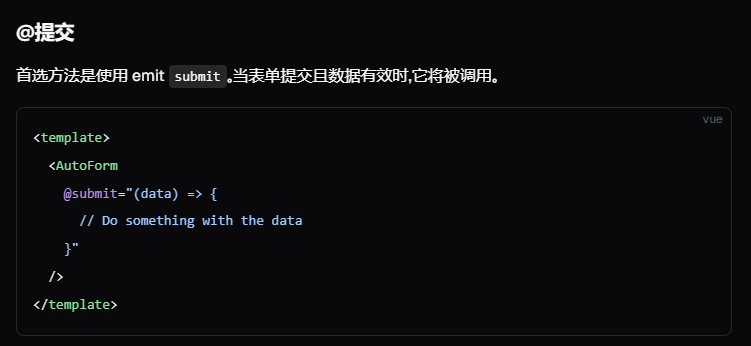 @提交
首选方法是使用 emit submit 。当表单提交且数据有效时,它将被调用。
vue
<template>
  <AutoForm
    @submit="(data) => {
      // Do something with the data
    }"
  />
</template>